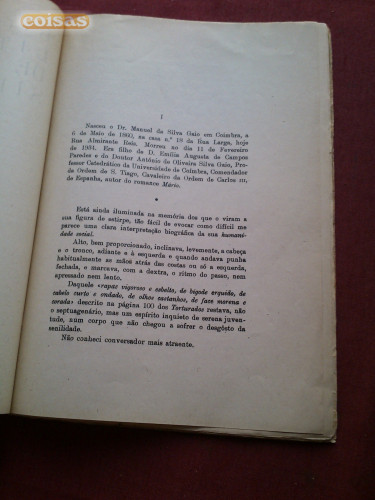 coisas
I
Nasceu o Dr. Manuel da Silva Gaio em Coimbra, a
6 de Maio de 1860, na casa n.º 19 da Rua Larga, hoje
Rua Almirante Reis. Morreu no dia 11 de Fevereiro
de 1934. Era filho de D. Emília Augusta de Campos
Paredes e do Doutor António de Oliveira Silva Gaio, Pro-
fessor Catedrático da Universidade de Coimbra, Comendador
da Ordem de S. Tiago, Cavaleiro da Ordem de Carlos III,
de Espanha, autor do romance Mário.
*
Está ainda iluminada na memória dos que o viram a
sua figura de estirpe, tão fácil de evocar como difícil me
parece uma clara interpretação biográfica da sua humani-
dade social.
Alto, bem proporcionado, inclinava, levemente, a cabeça
e o tronco, adiante e à esquerda e quando andava punha
habitualmente as mãos atrás das costas ou só a esquerda,
fechada, e marcava, com a dextra, o ritmo do passo, nem
apressado nem lento.
Daquele «rapaz vigoroso e esbelto, de bigode erguido, de
cabelo curto e ondado, de olhos castanhos, de face morena e
corada» descrito na página 100 dos Torturados restava, não
o septuagenário, mas um espírito inquieto de serena juven-
tude, num corpo que não chegou a sofrer o desgôsto da
senilidade.
Não conheci conversador mais atraente.